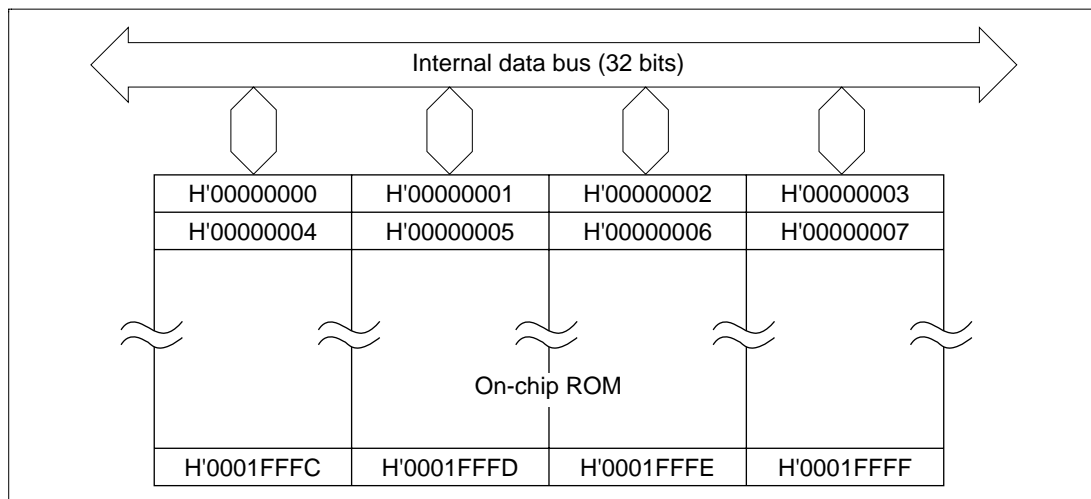 Internal data bus (32 bits)
H'00000000 H'00000001 H'00000002 H'00000003
H'00000004 H'00000005 H'00000006 H'00000007
On-chip ROM
H'0001FFFC H'0001FFFD H'0001FFFE H'0001FFFF